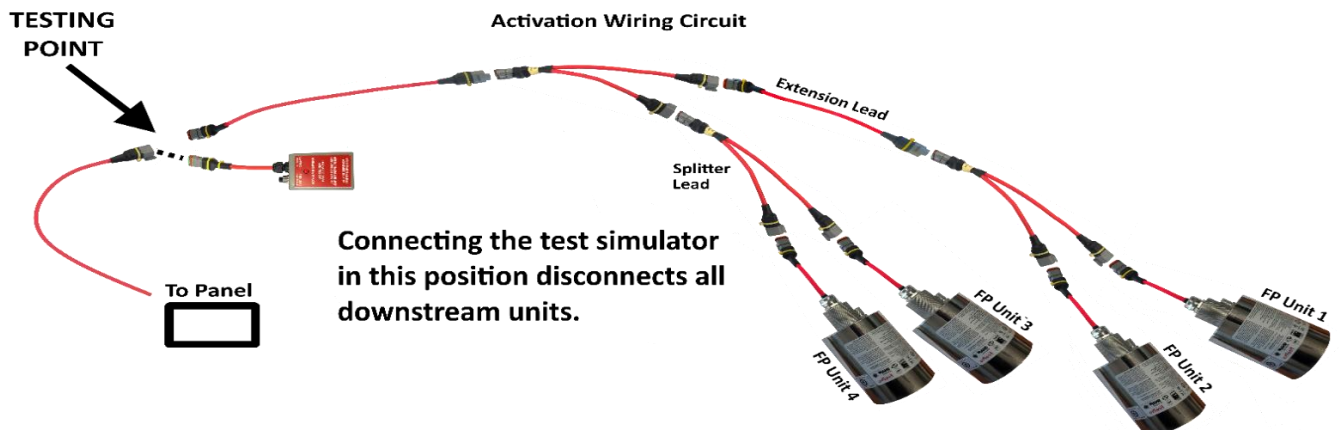 TESTING
POINT
Activation Wiring Circuit
Extension Lead
Splitter
Lead
Connecting the test simulator
in this position disconnects all
downstream units.
To Panel
FP Unit 1
FP Unit 2
FP Unit 3
FP Unit 4